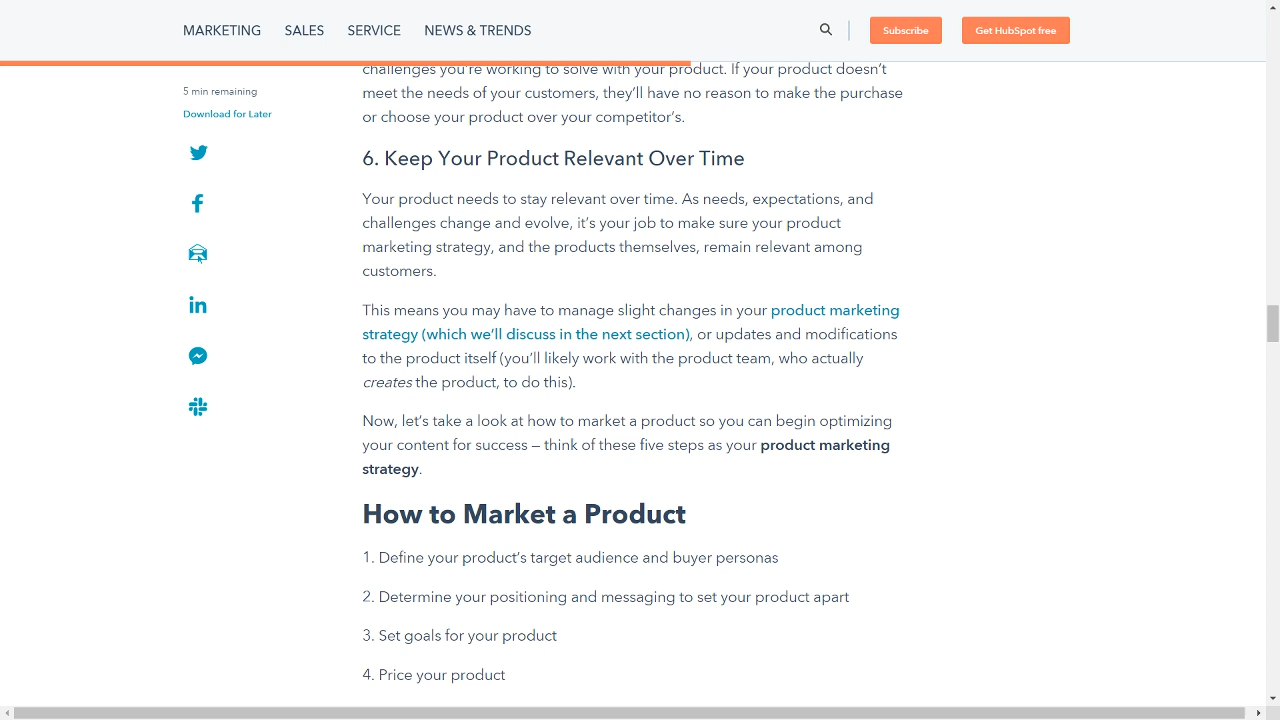 MARKETING SALES SERVICE NEWS & TRENDS Subscribe Get HubSpot free
challenges you're working to solve with your product. If your product doesn't
5 min remaining
meet the needs of your customers, they'll have no reason to make the purchase
Download for Later
or choose your product over your competitor's.
6. Keep Your Product Relevant Over Time
Your product needs to stay relevant over time. As needs, expectations, and
challenges change and evolve, it's your job to make sure your product
marketing strategy, and the products themselves, remain relevant among
customers.
This means you may have to manage slight changes in your product marketing
strategy (which we'll discuss in the next section), or updates and modifications
to the product itself (you'll likely work with the product team, who actually
creates the product, to do this).
Now, let's take a look at how to market a product so you can begin optimizing
your content for success – think of these five steps as your product marketing
strategy.
How to Market a Product
1. Define your product's target audience and buyer personas
2. Determine your positioning and messaging to set your product apart
3. Set goals for your product
4. Price your product